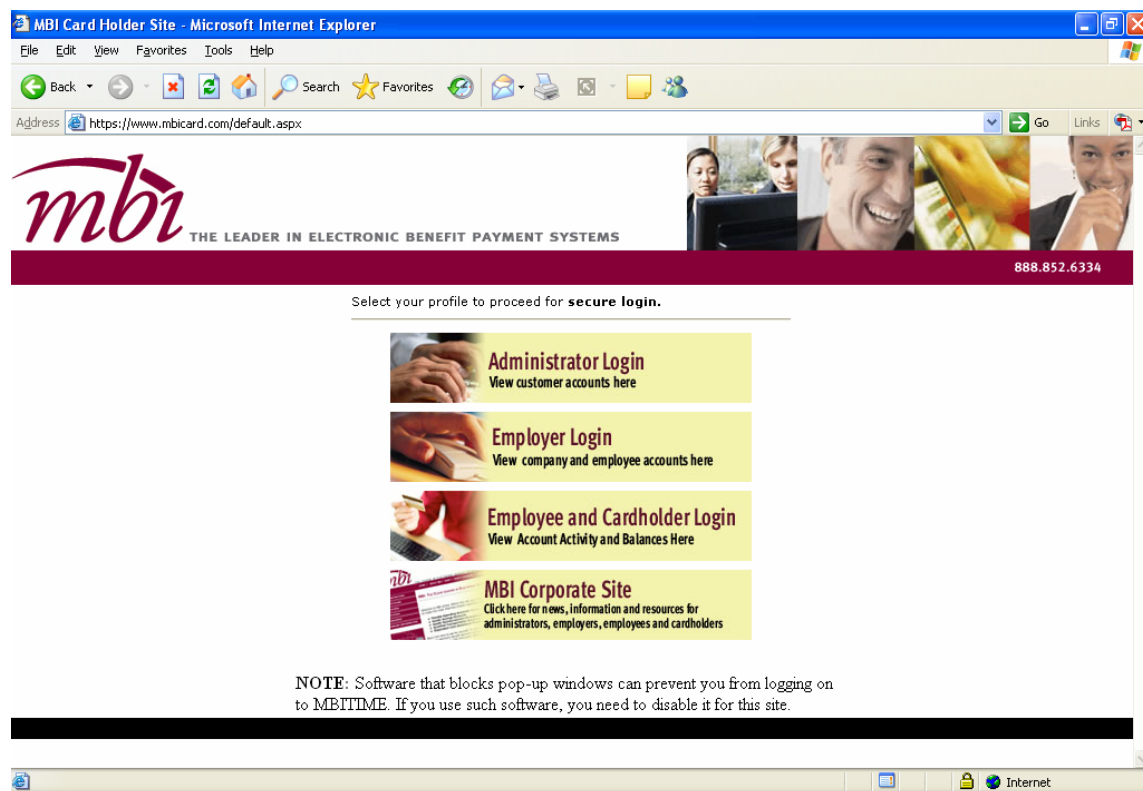 MBI Card Holder Site - Microsoft Internet Explorer
File Edit View Favorites Tools Help
Back Search Favorites
Address https://www.mbicard.com/default.aspx Go Links
mbi THE LEADER IN ELECTRONIC BENEFIT PAYMENT SYSTEMS
888.852.6334
Select your profile to proceed for secure login.
Administrator Login
View customer accounts here
Employer Login
View company and employee accounts here
Employee and Cardholder Login
View Account Activity and Balances Here
mbi
MBI Corporate Site
Click here for news, information and resources for
administrators, employers, employees and cardholders
NOTE: Software that blocks pop-up windows can prevent you from logging on
to MBITIME. If you use such software, you need to disable it for this site.
Internet